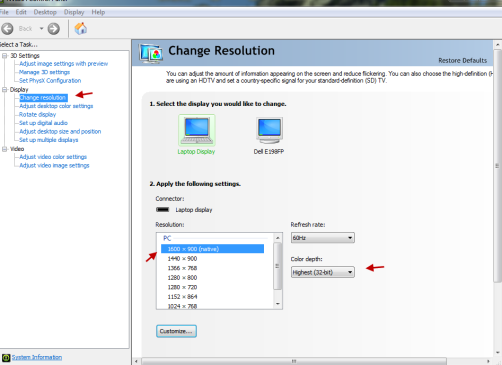 File Edit Desktop Display Help
Back
Select a Task...
3D Settings
Adjust image settings with preview
Manage 3D settings
Set PhysX Configuration
Display
Change resolution
Adjust desktop color settings
Rotate display
Set up digital audio
Adjust desktop size and position
Set up multiple displays
Video
Adjust video color settings
Adjust video image settings
System Information
Change Resolution
Restore Defaults
You can adjust the amount of information appearing on the screen and reduce flickering. You can also choose the high-definition (H
are using an HDTV and set a country-specific signal for your standard-definition (SD) TV.
1. Select the display you would like to change.
Laptop Display Dell E198FP
2. Apply the following settings.
Connector:
Laptop display
Resolution: Refresh rate:
PC 60Hz
1600 × 900 (native)
1440 × 900 Color depth:
1366 × 768 Highest (32-bit)
1280 × 800
1280 × 720
1152 × 864
1024 × 768
Customize...